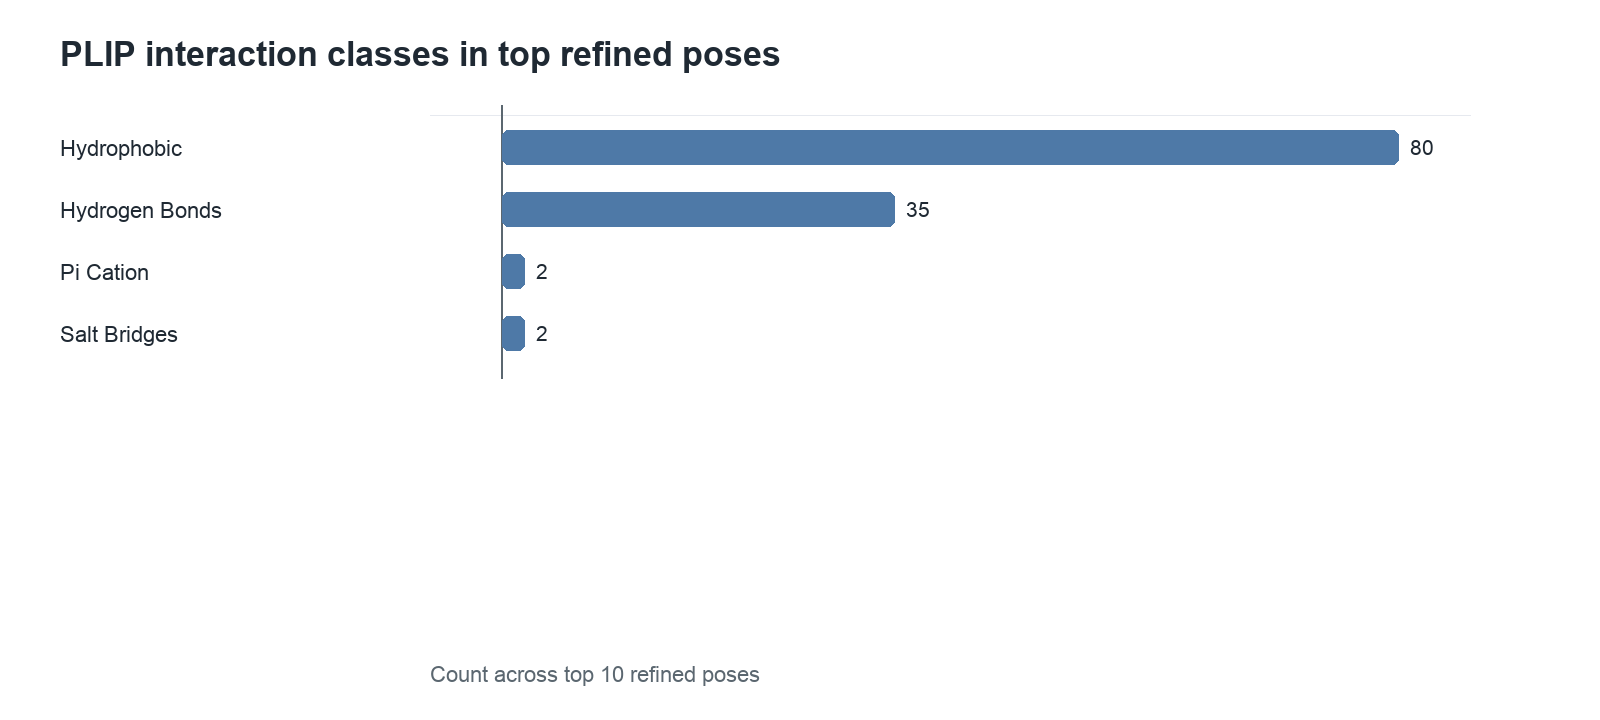 PLIP interaction classes in top refined poses
Hydrophobic 80
Hydrogen Bonds 35
Pi Cation 2
Salt Bridges 2
Count across top 10 refined poses